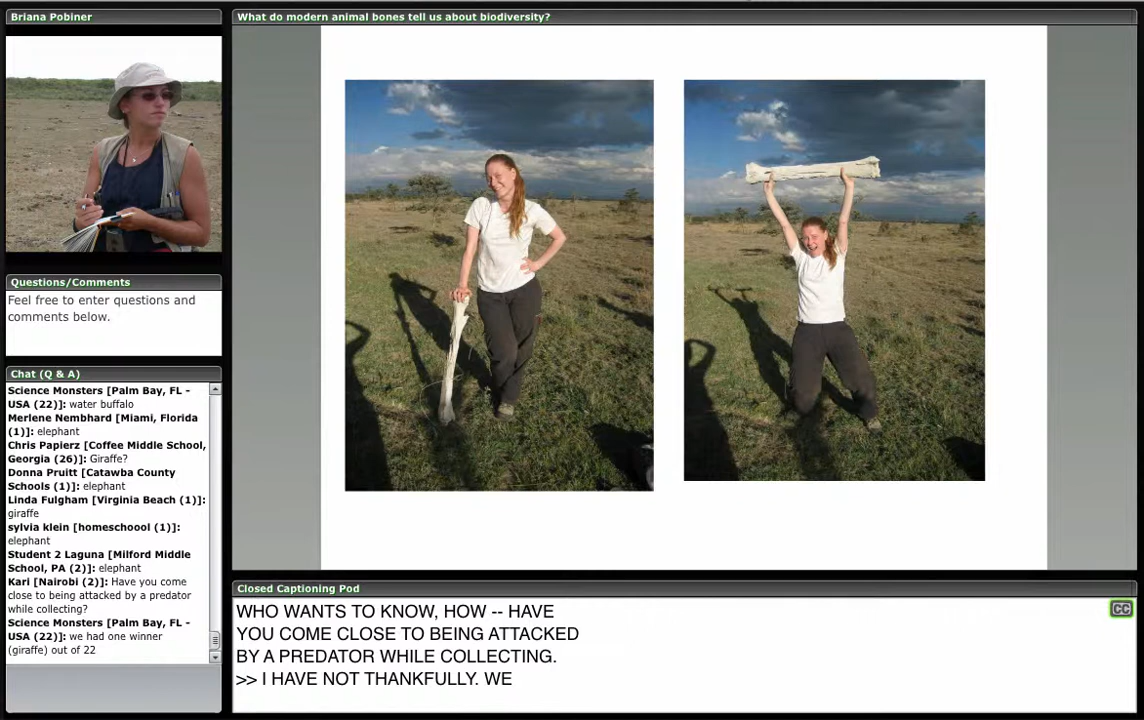 Briana Pobiner
What do modern animal bones tell us about biodiversity?
Questions/Comments
Feel free to enter questions and
comments below.
Chat (Q & A)
Science Monsters [Palm Bay, FL -
USA (22)]: water buffalo
Merlene Nembhard [Miami, Florida
(1)]: elephant
Chris Papierz [Coffee Middle School,
Georgia (26)]: Giraffe?
Donna Pruitt [Catawba County
Schools (1)]: elephant
Linda Fulgham [Virginia Beach (1)]:
giraffe
sylvia klein [homeschoool (1)]:
elephant
Student 2 Laguna [Milford Middle
School, PA (2)]: elephant
Kari [Nairobi (2)]: Have you come
close to being attacked by a predator
while collecting?
Science Monsters [Palm Bay, FL -
USA (22)]: we had one winner
(giraffe) out of 22
Closed Captioning Pod
CC
WHO WANTS TO KNOW, HOW -- HAVE
YOU COME CLOSE TO BEING ATTACKED
BY A PREDATOR WHILE COLLECTING.
>> I HAVE NOT THANKFULLY. WE